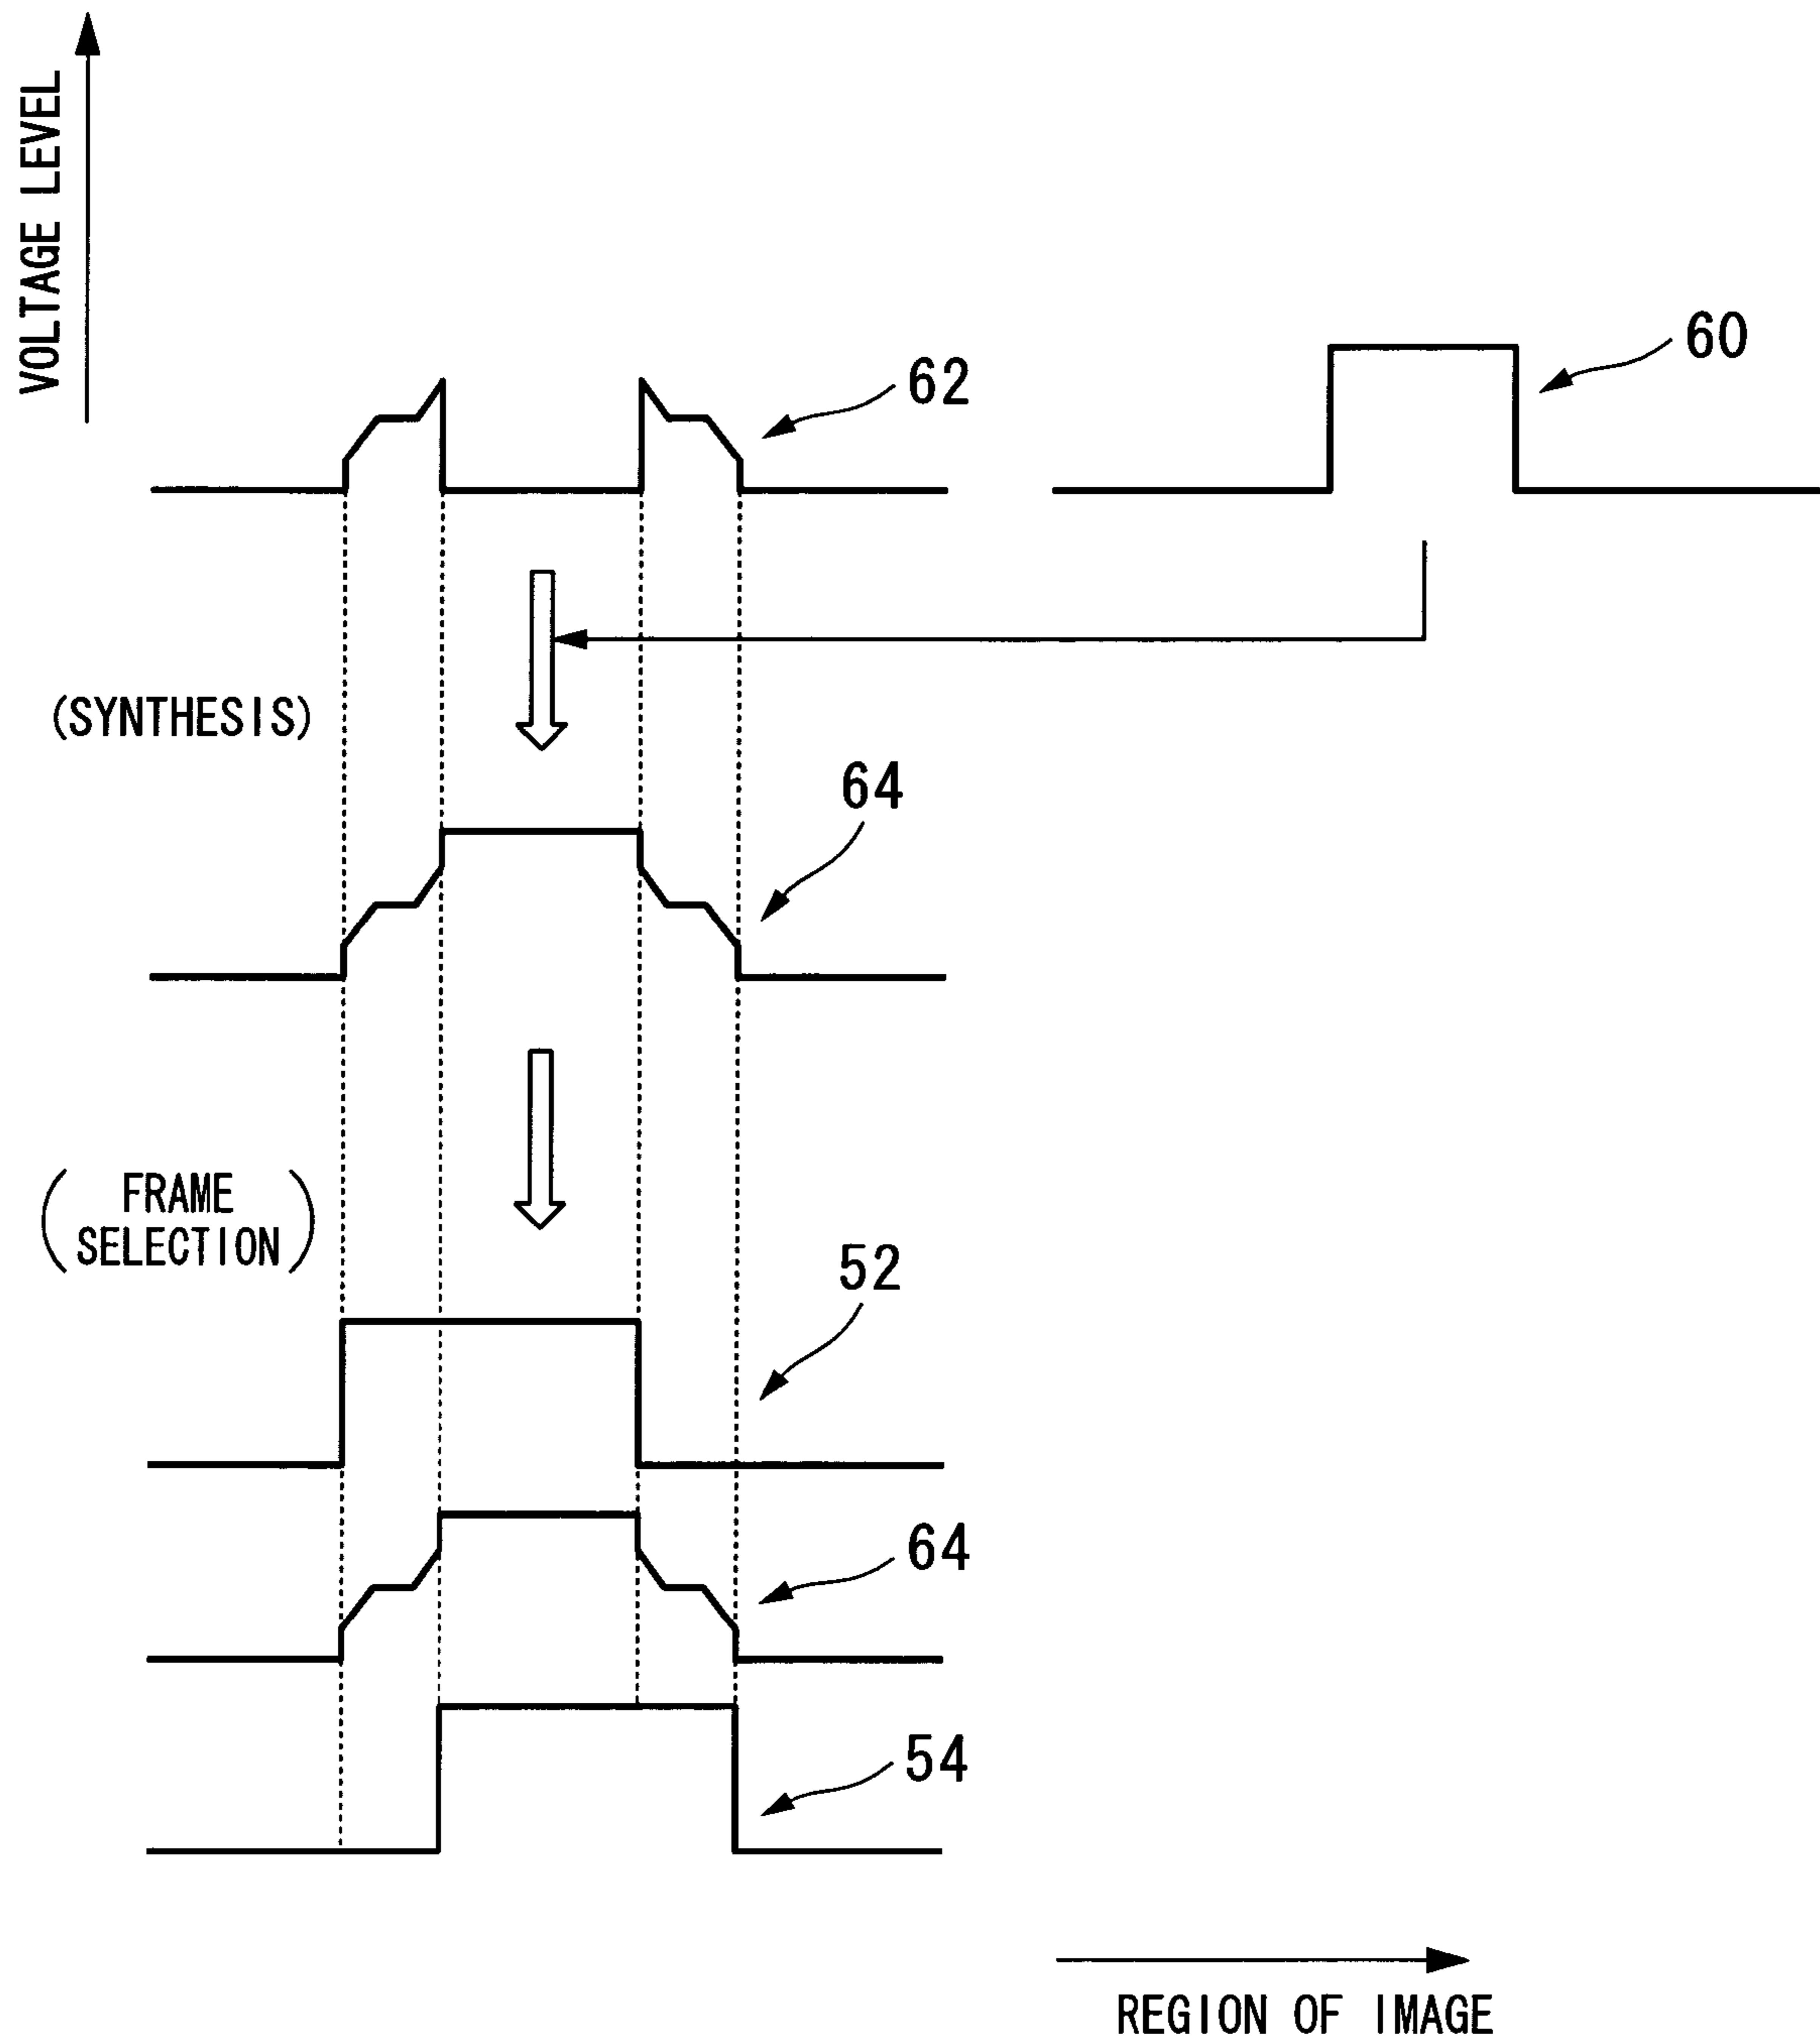 VOLTAGE LEVEL
60
62
(SYNTHESIS)
64
(FRAME
SELECTION)
52
64
54
REGION OF IMAGE